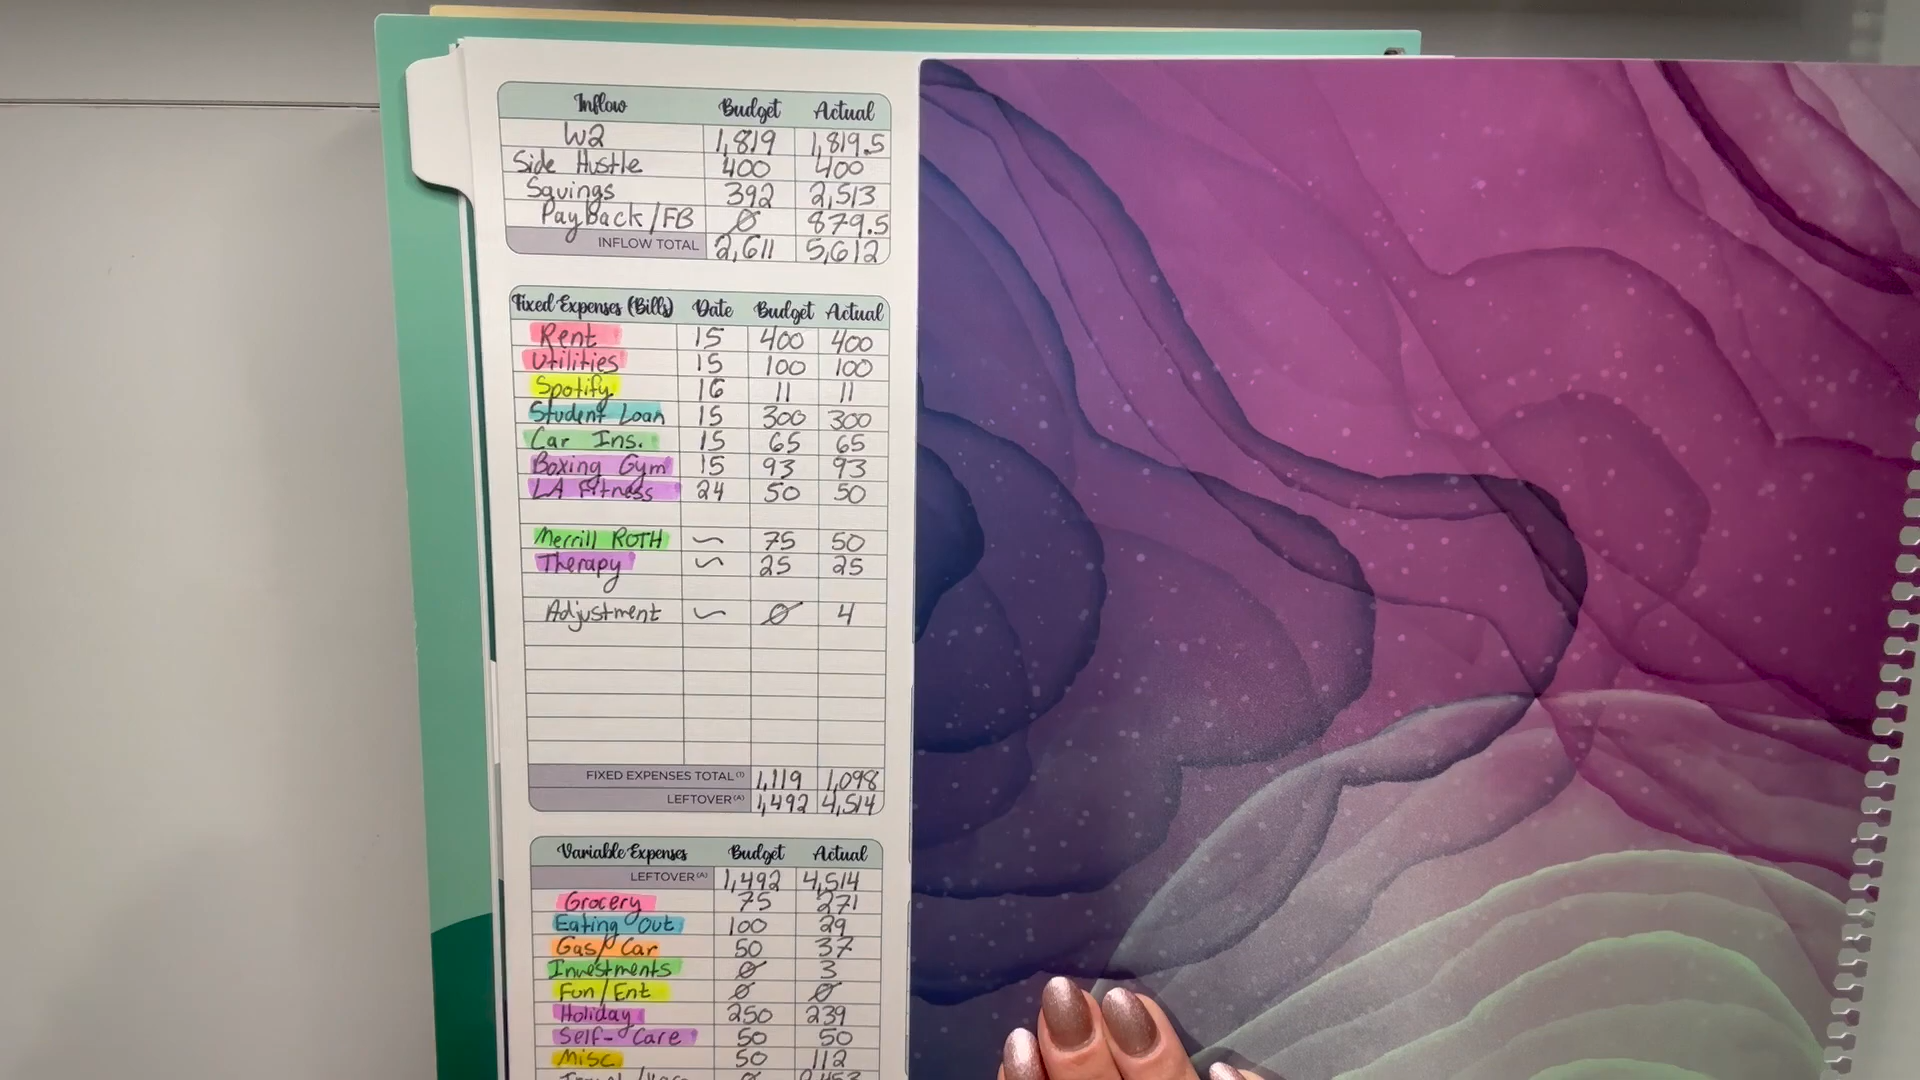 Inflow Budget Actual
W2 1,819 1,819.5
Side Hustle 400 400
Savings 392 2,513
PayBack/FB Ø 879.5
INFLOW TOTAL 2,611 5,612
Fixed Expenses (Bills) Date Budget Actual
Rent 15 400 400
Utilities 15 100 100
Spotify 16 11 11
Student Loan 15 300 300
Car Ins. 15 65 65
Boxing Gym 15 93 93
LA Fitness 24 50 50
Merrill ROTH ~ 75 50
Therapy ~ 25 25
Adjustment ~ Ø 4
FIXED EXPENSES TOTAL (T) 1,119 1,098
LEFTOVER (A) 1,492 4,514
Variable Expenses Budget Actual
LEFTOVER (A) 1,492 4,514
Grocery 75 271
Eating Out 100 29
Gas/Car 50 37
Investments Ø 3
Fun/Ent Ø Ø
Holiday 250 239
Self-Care 50 50
Misc 50 112